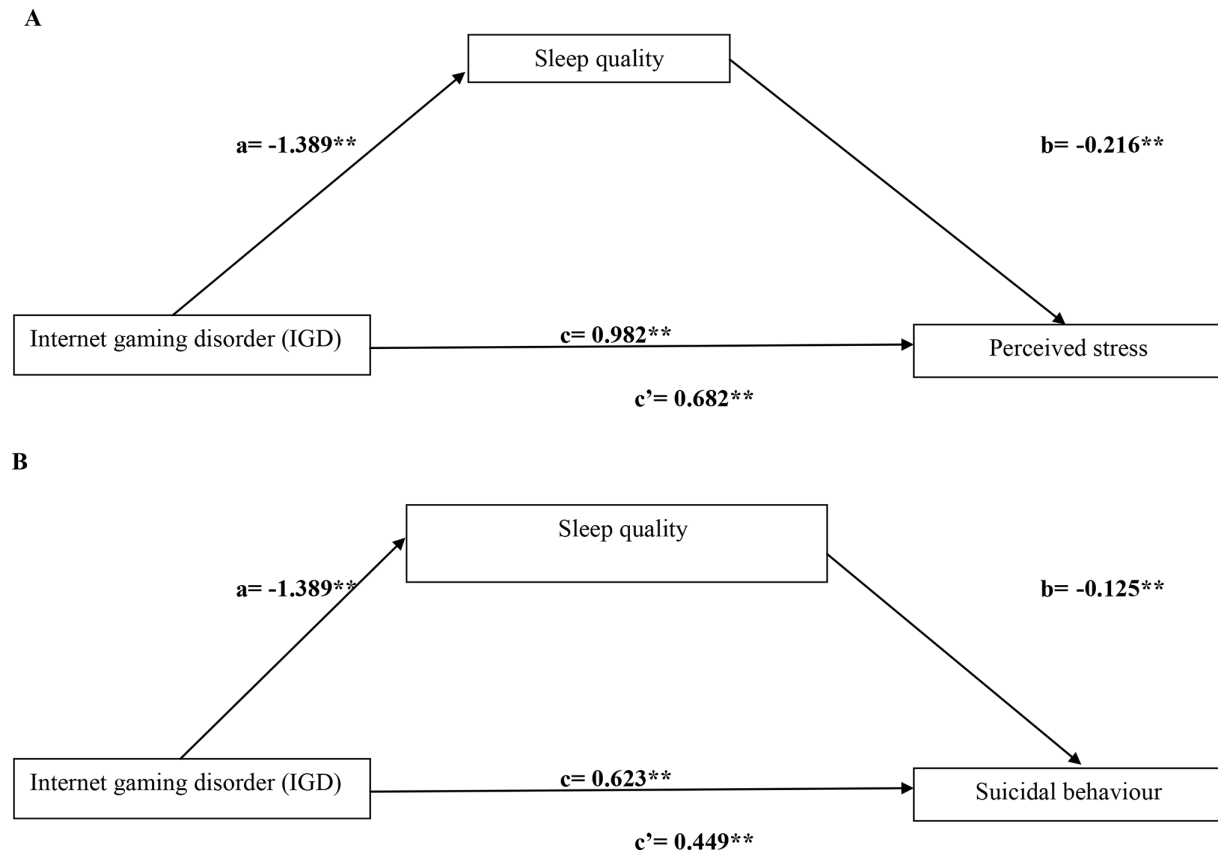 A
Sleep quality
a= -1.389**
b= -0.216**
Internet gaming disorder (IGD)
c= 0.982**
Perceived stress
c’= 0.682**
B
Sleep quality
a= -1.389**
b= -0.125**
Internet gaming disorder (IGD)
c= 0.623**
Suicidal behaviour
c’= 0.449**